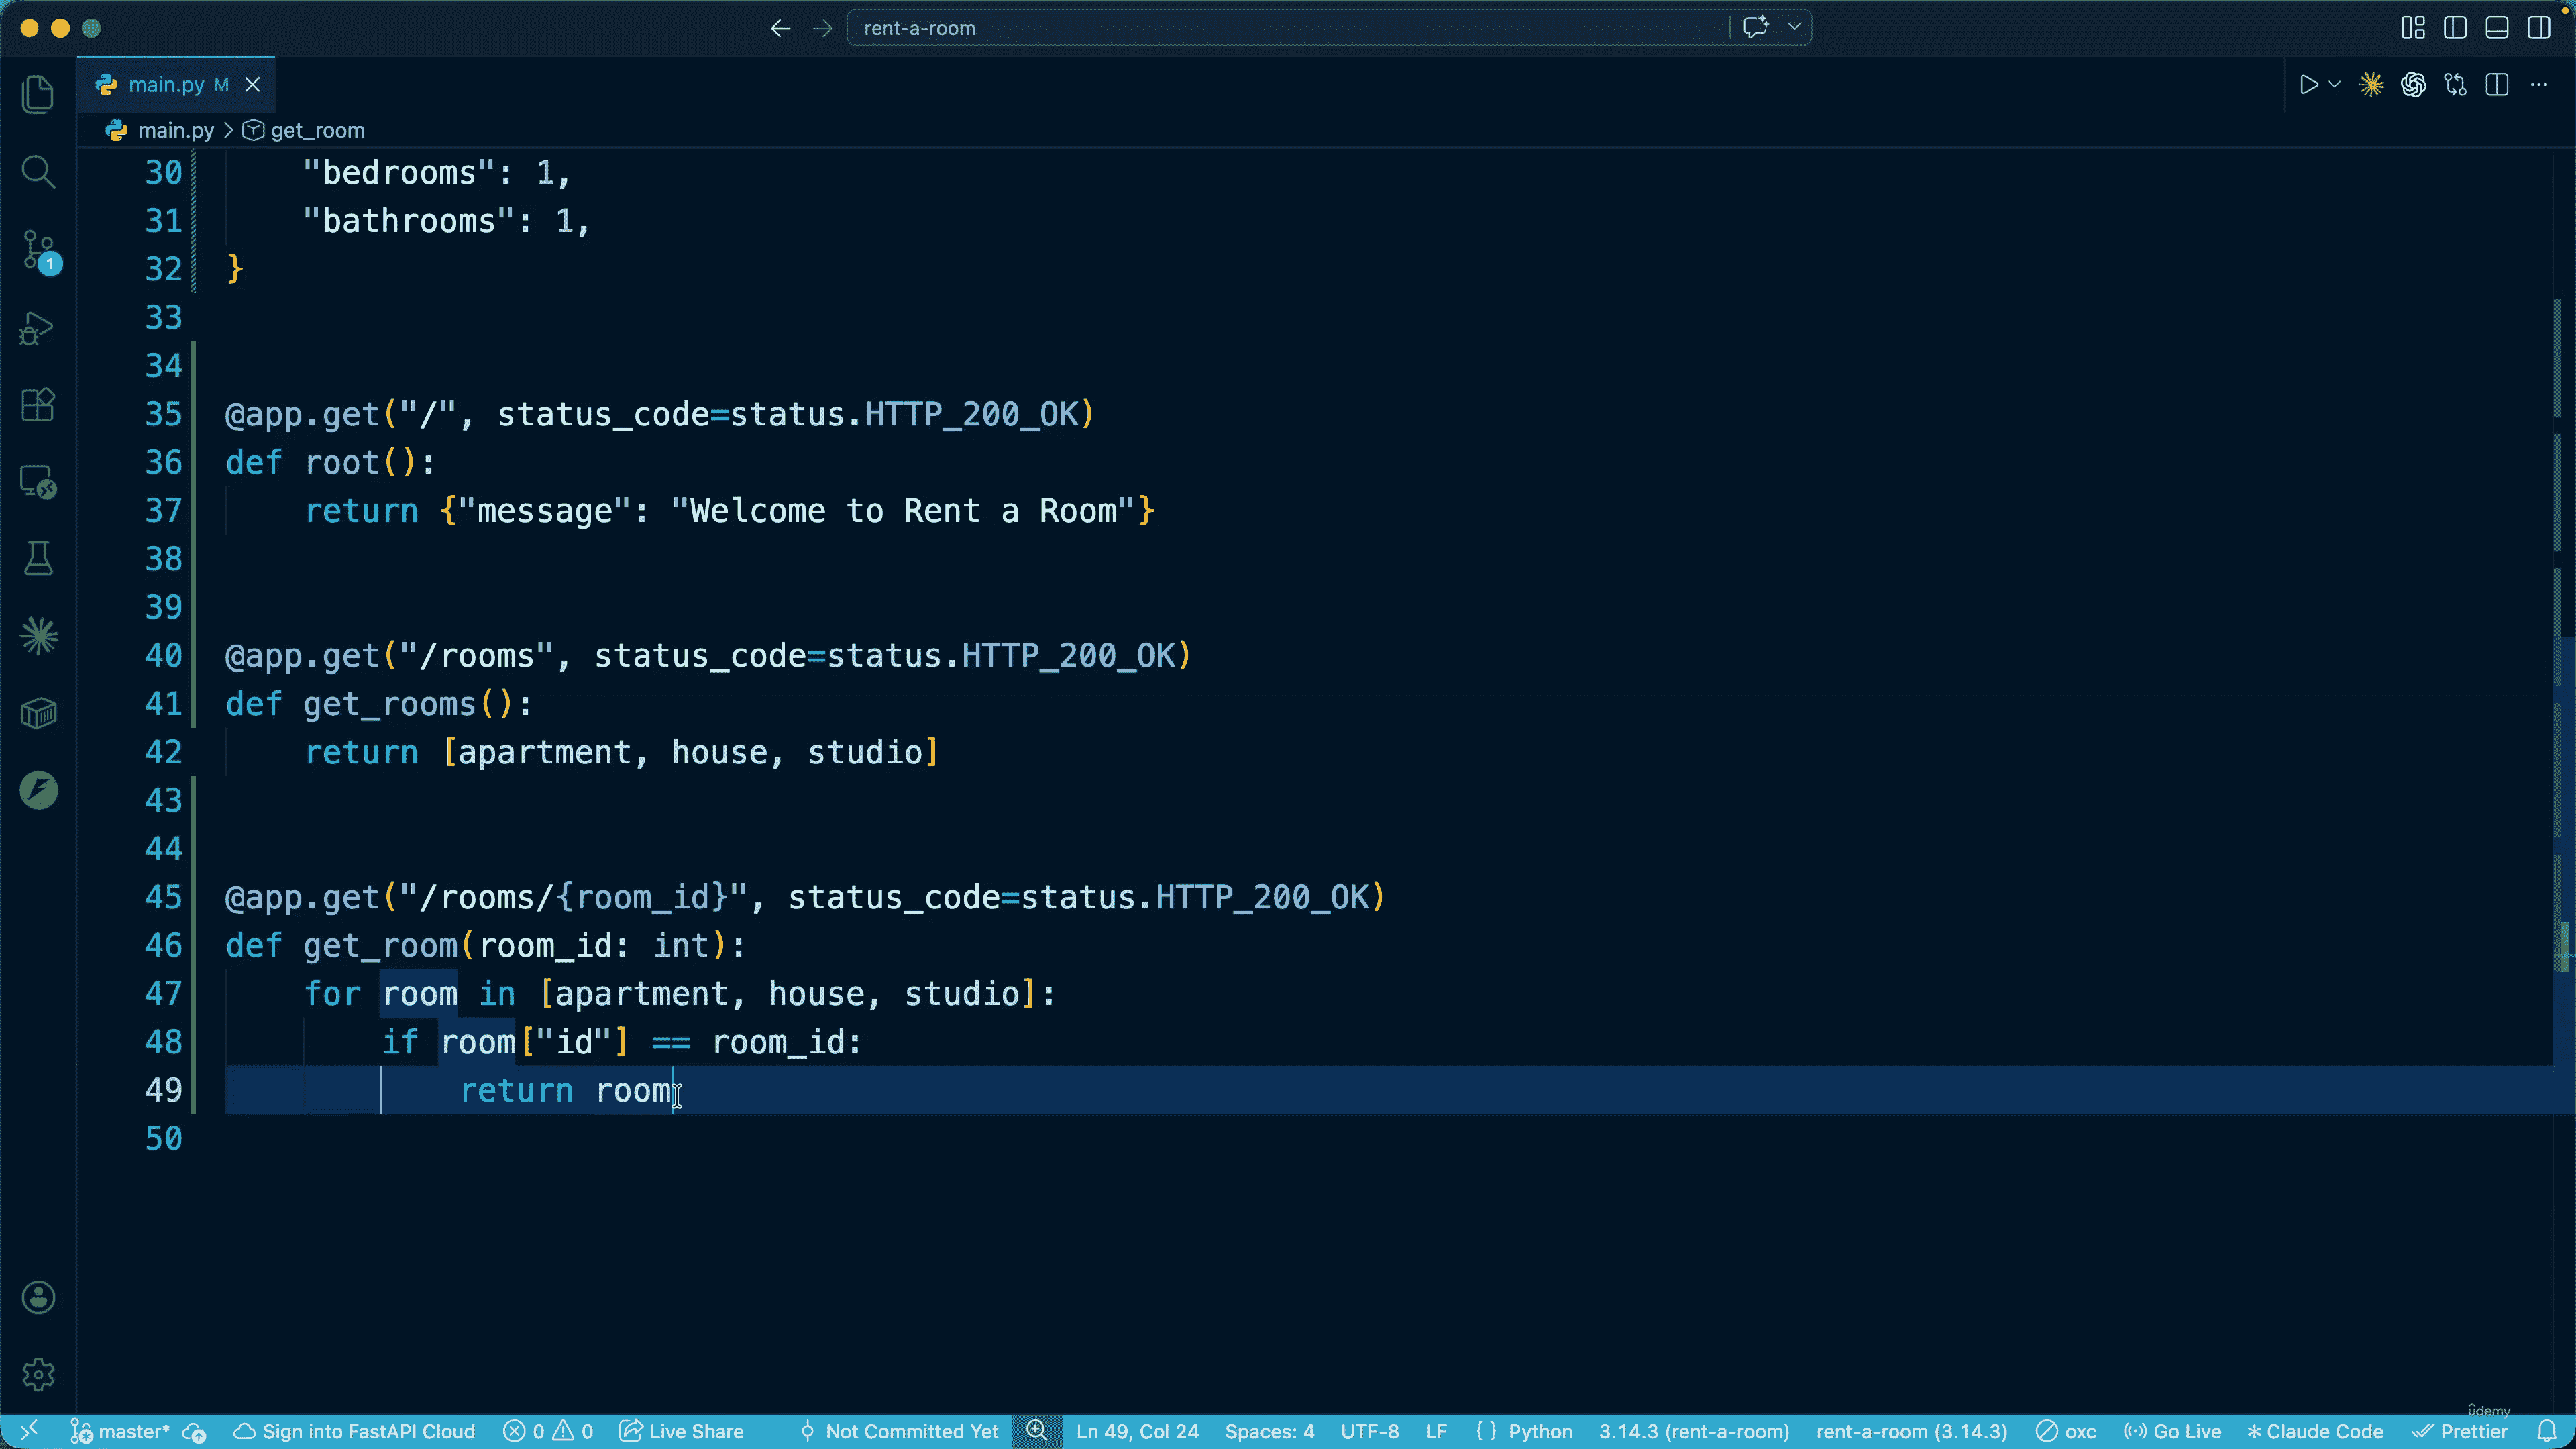 rent-a-room
main.py M
main.py > get_room
30 "bedrooms": 1,
31 "bathrooms": 1,
32 }
33
34
35 @app.get("/", status_code=status.HTTP_200_OK)
36 def root():
37 return {"message": "Welcome to Rent a Room"}
38
39
40 @app.get("/rooms", status_code=status.HTTP_200_OK)
41 def get_rooms():
42 return [apartment, house, studio]
43
44
45 @app.get("/rooms/{room_id}", status_code=status.HTTP_200_OK)
46 def get_room(room_id: int):
47 for room in [apartment, house, studio]:
48 if room["id"] == room_id:
49 return room
50
1
udemy
master* Sign into FastAPI Cloud 0 0 Live Share Not Committed Yet Ln 49, Col 24 Spaces: 4 UTF-8 LF { } Python 3.14.3 (rent-a-room) rent-a-room (3.14.3) oxc Go Live Claude Code Prettier